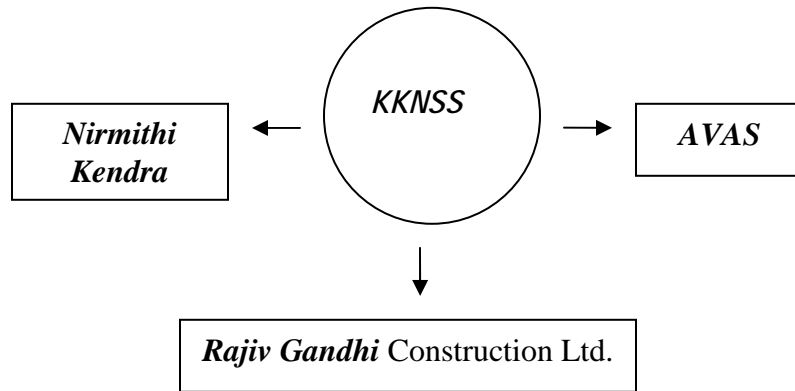 KKNSS
Nirmithi
Kendra
AVAS
Rajiv Gandhi Construction Ltd.